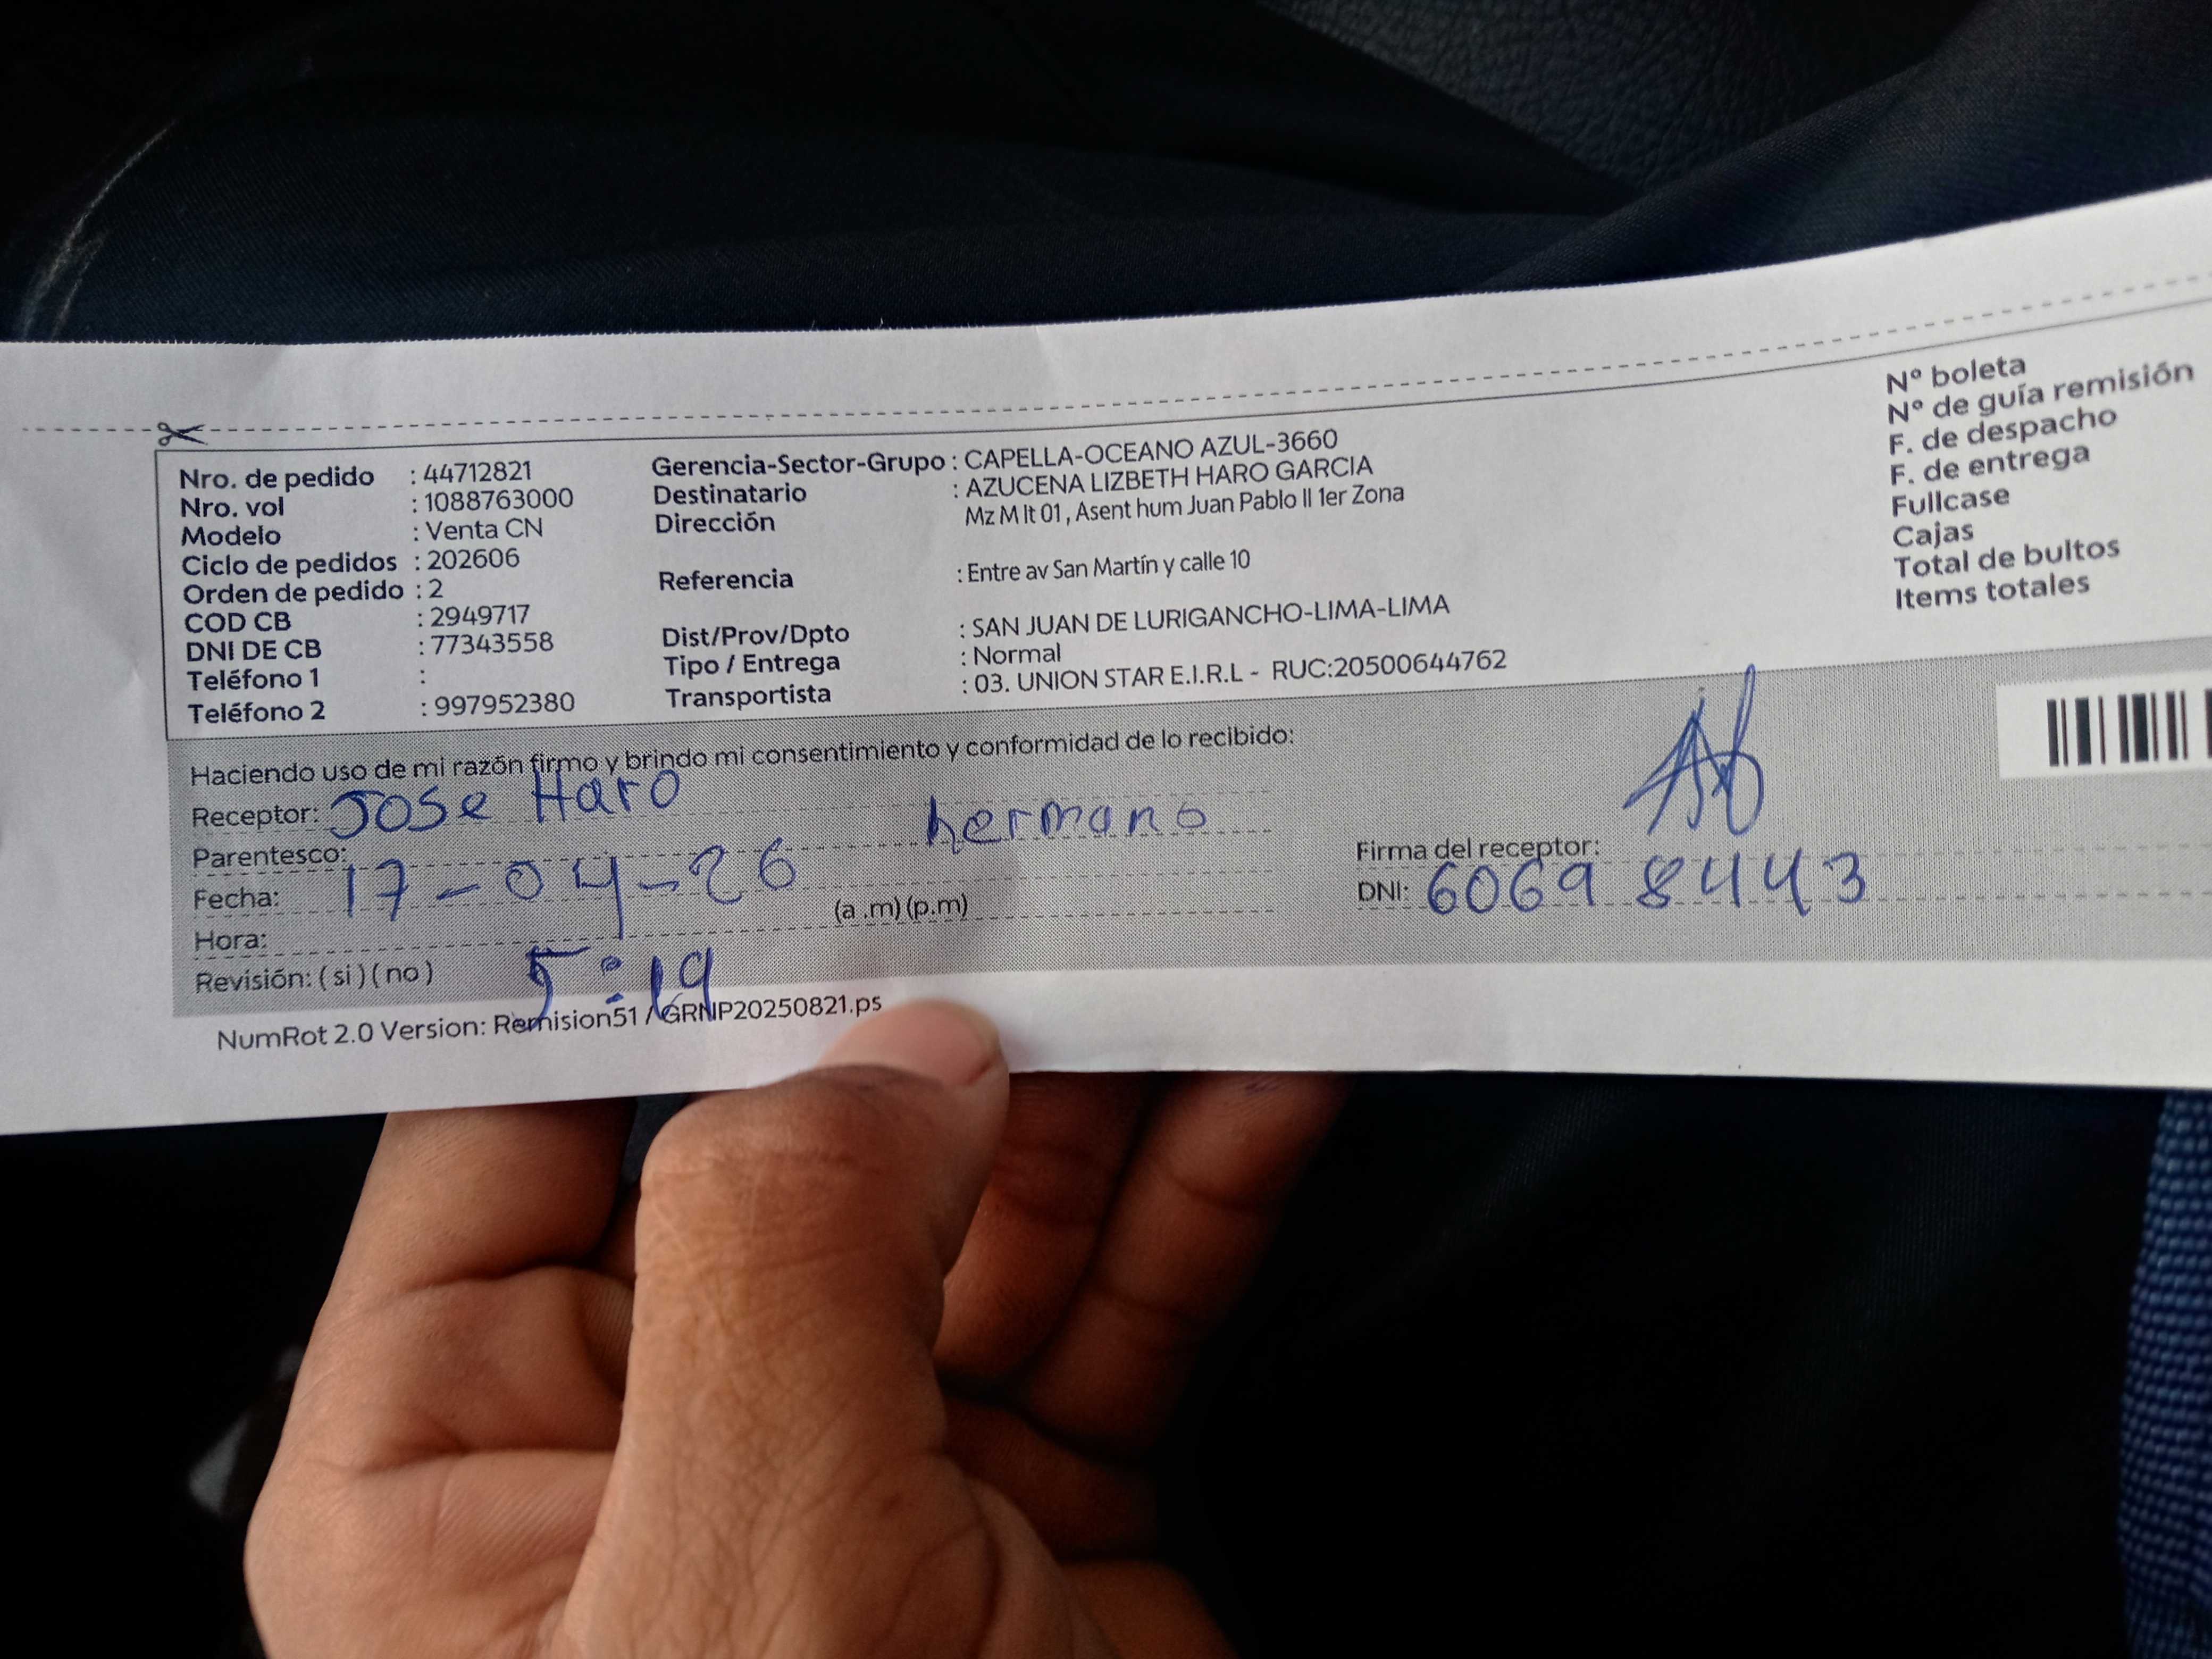 Nro. de pedido : 44712821
Nro. vol : 1088763000
Modelo : Venta CN
Ciclo de pedidos : 202606
Orden de pedido : 2
COD CB : 2949717
DNI DE CB : 77343558
Teléfono 1 :
Teléfono 2 : 997952380
Gerencia-Sector-Grupo : CAPELLA-OCEANO AZUL-3660
Destinatario : AZUCENA LIZBETH HARO GARCIA
Dirección Mz M lt 01 , Asent hum Juan Pablo II 1er Zona
Referencia : Entre av San Martín y calle 10
Dist/Prov/Dpto : SAN JUAN DE LURIGANCHO-LIMA-LIMA
Tipo / Entrega : Normal
Transportista : 03. UNION STAR E.I.R.L - RUC:20500644762
N° boleta
N° de guía remisión
F. de despacho
F. de entrega
Fullcase
Cajas
Total de bultos
Items totales
Haciendo uso de mi razón firmo y brindo mi consentimiento y conformidad de lo recibido:
Receptor: Jose Haro
Parentesco: hermano
Fecha: 17-04-26
Hora: (a .m) (p.m)
Revisión: ( si ) ( no ) 5:19
Firma del receptor:
DNI: 60698443
NumRot 2.0 Version: Remision51 / GRNP20250821.ps